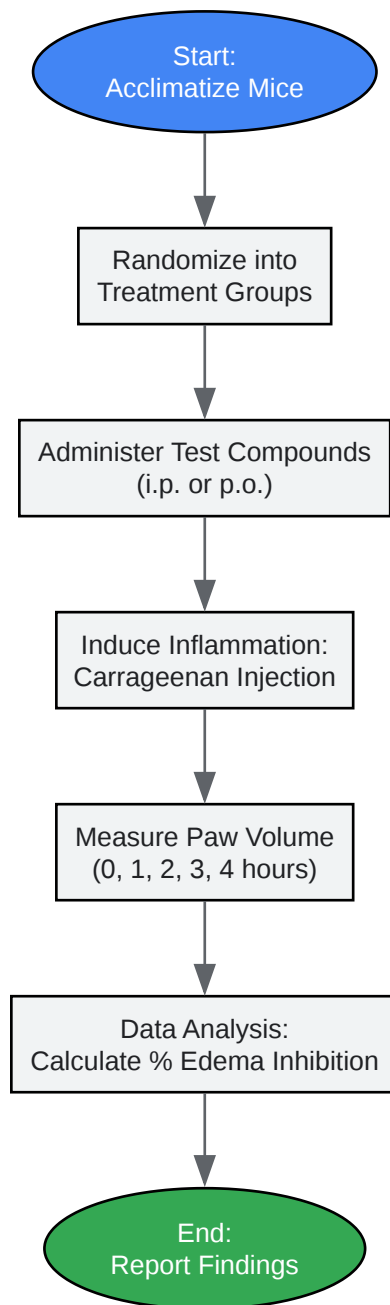 Start:
Acclimatize Mice
Randomize into
Treatment Groups
Administer Test Compounds
(i.p. or p.o.)
Induce Inflammation:
Carrageenan Injection
Measure Paw Volume
(0, 1, 2, 3, 4 hours)
Data Analysis:
Calculate % Edema Inhibition
End:
Report Findings